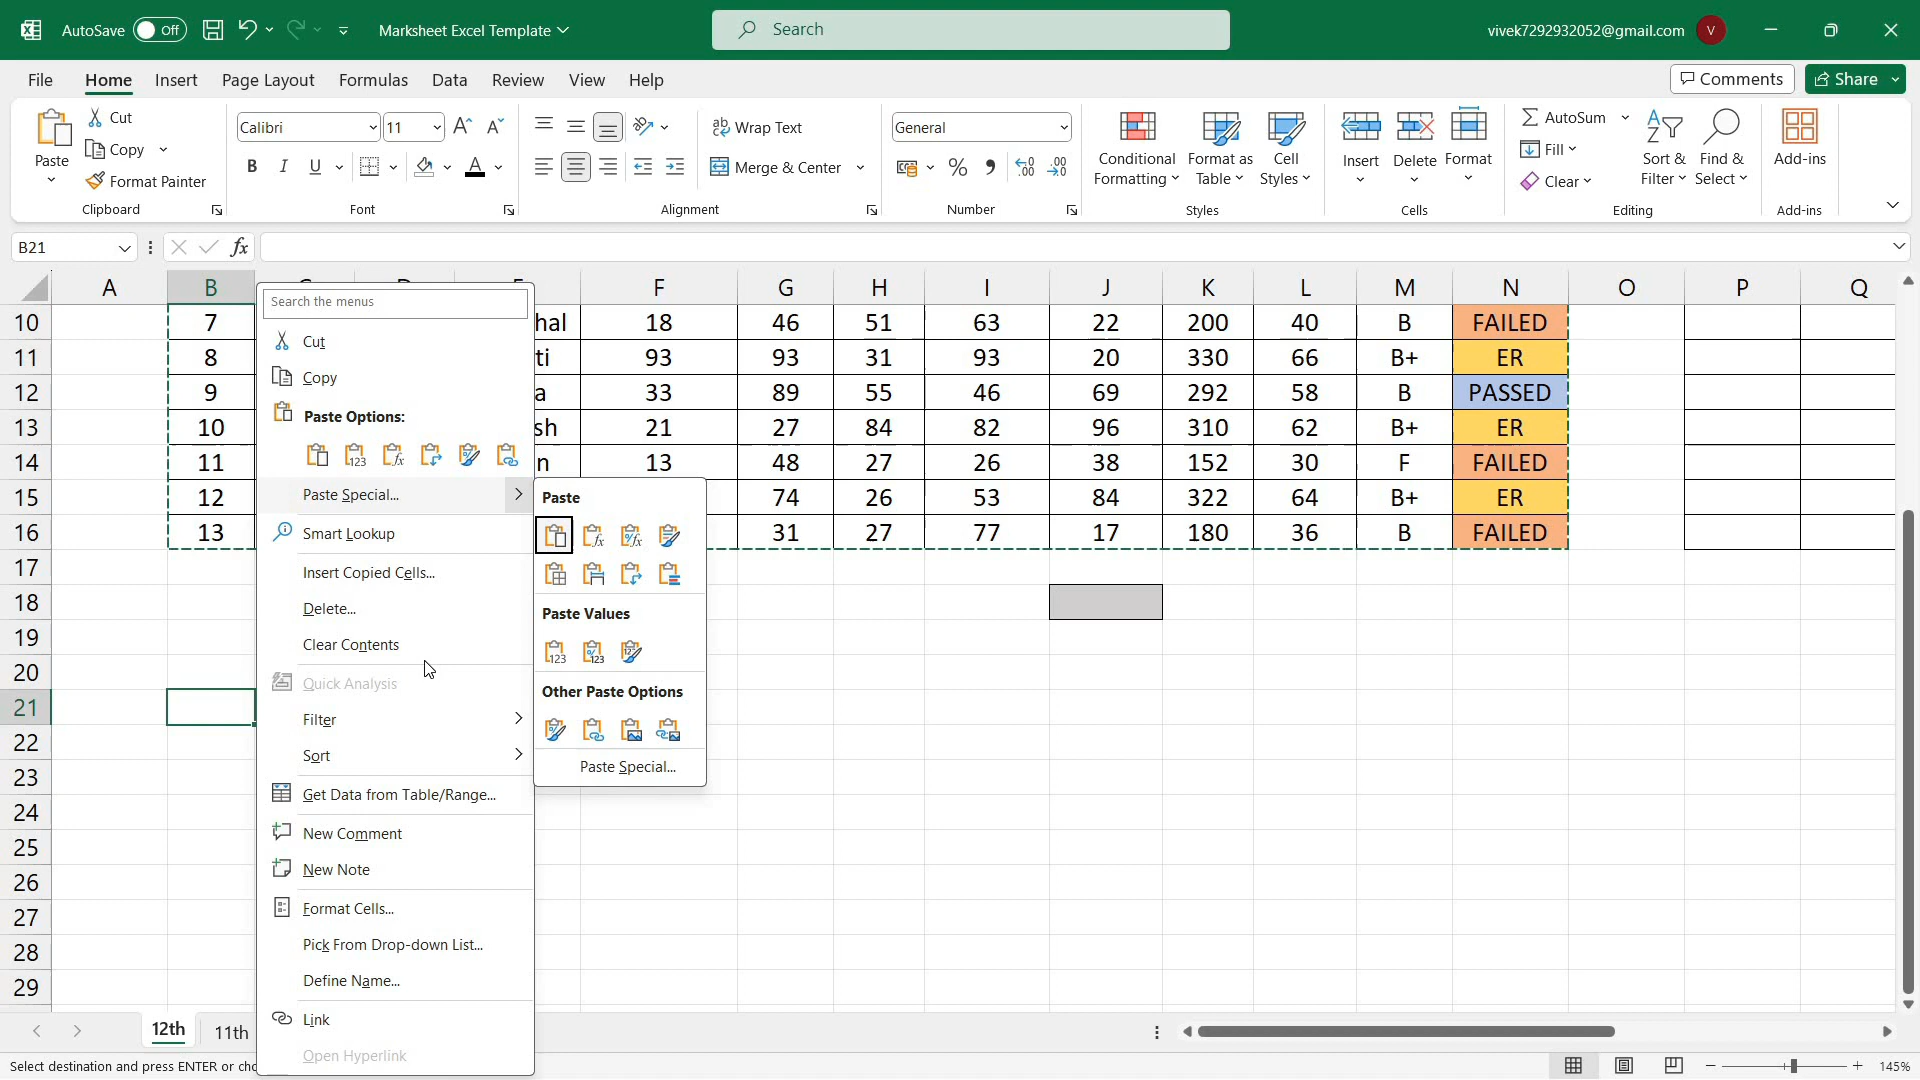 AutoSave Off Marksheet Excel Template Search vivek7292932052@gmail.com V
File Home Insert Page Layout Formulas Data Review View Help Comments Share
Paste Cut Copy Format Painter Clipboard
Calibri 11 B I U A Font
Wrap Text Merge & Center Alignment
General % Number
Conditional Formatting Format as Table Cell Styles Styles
Insert Delete Format Cells
AutoSum Fill Clear Sort & Filter Find & Select Editing
Add-ins Add-ins
B21 fx
A B F G H I J K L M N O P Q
10 7 hal 18 46 51 63 22 200 40 B FAILED
11 8 ti 93 93 31 93 20 330 66 B+ ER
12 9 a 33 89 55 46 69 292 58 B PASSED
13 10 sh 21 27 84 82 96 310 62 B+ ER
14 11 n 13 48 27 26 38 152 30 F FAILED
15 12 74 26 53 84 322 64 B+ ER
16 13 31 27 77 17 180 36 B FAILED
17
18
19
20
21
22
23
24
25
26
27
28
29
Search the menus
Cut
Copy
Paste Options:
Paste Special...
Smart Lookup
Insert Copied Cells...
Delete...
Clear Contents
Quick Analysis
Filter
Sort
Get Data from Table/Range...
New Comment
New Note
Format Cells...
Pick From Drop-down List...
Define Name...
Link
Open Hyperlink
Paste
Paste Values
Other Paste Options
Paste Special...
12th 11th
Select destination and press ENTER or 145%